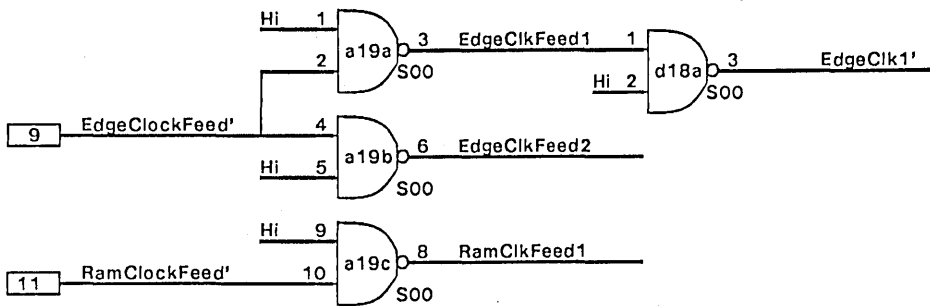 Hi 1
a19a 3 EdgeClkFeed1 1
2 S00
d18a 3 EdgeClk1'
Hi 2 S00
9 EdgeClockFeed' 4
a19b 6 EdgeClkFeed2
Hi 5
S00
Hi 9
a19c 8 RamClkFeed1
11 RamClockFeed' 10
S00